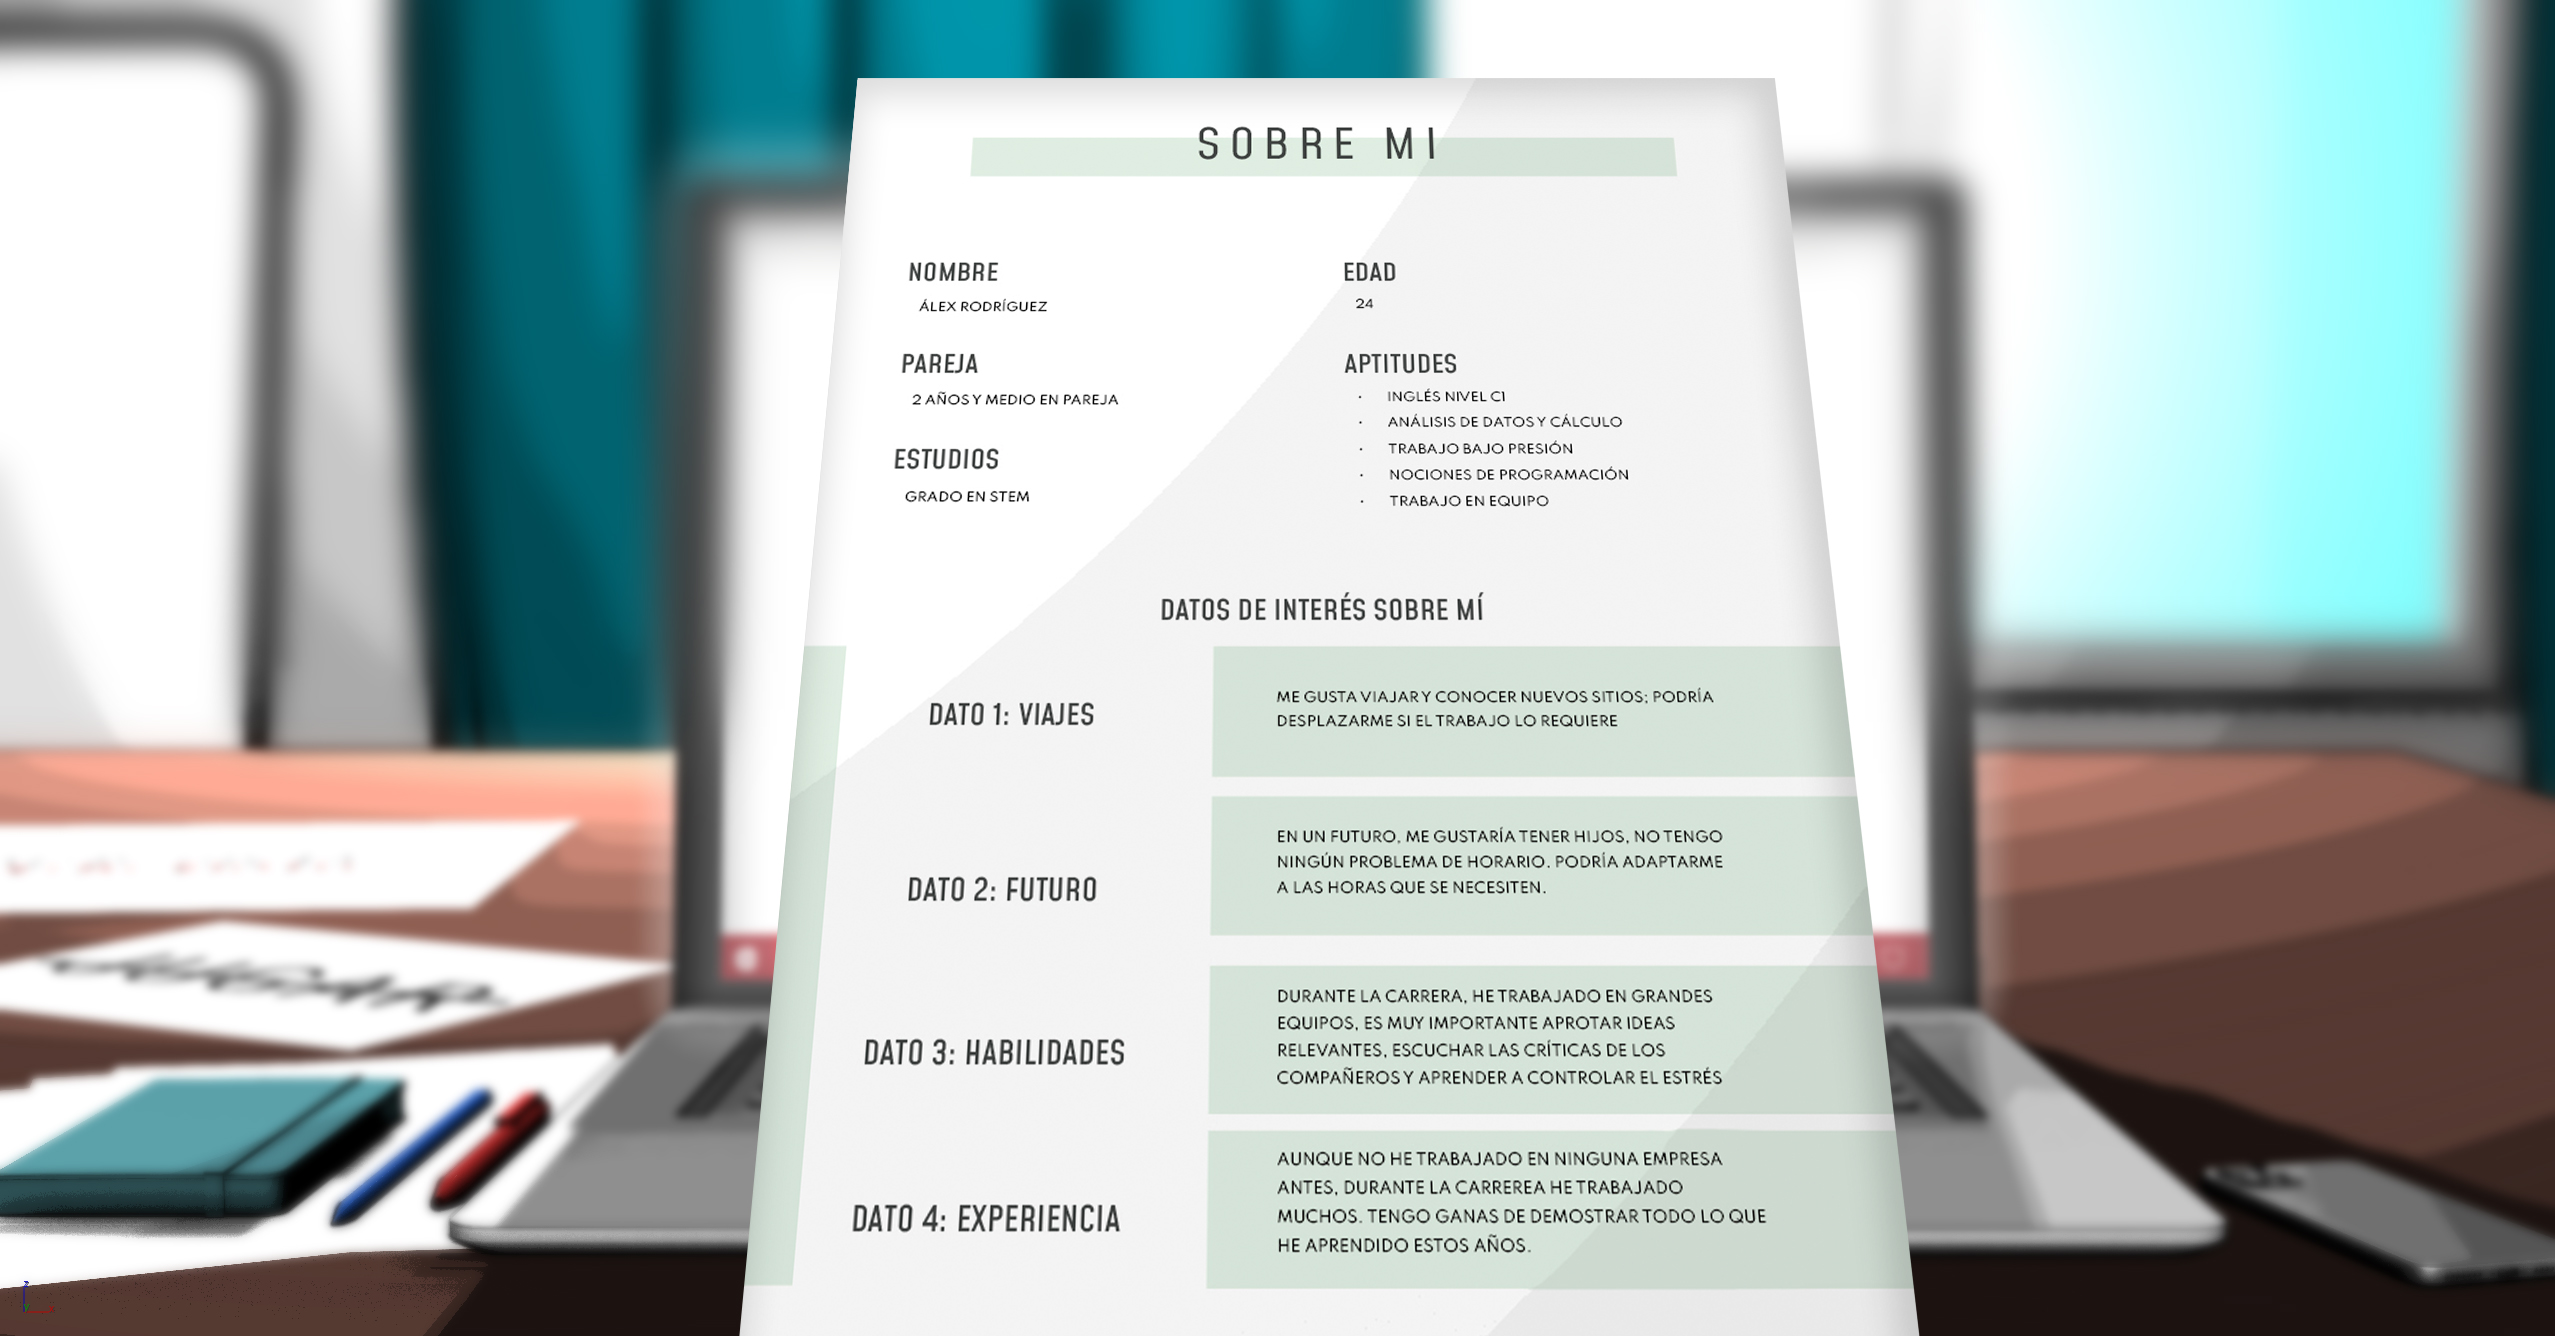 SOBRE MI
NOMBRE
ÁLEX RODRÍGUEZ
PAREJA
2 AÑOS Y MEDIO EN PAREJA
ESTUDIOS
GRADO EN STEM
EDAD
24
APTITUDES
· INGLÉS NIVEL C1
· ANÁLISIS DE DATOS Y CÁLCULO
· TRABAJO BAJO PRESIÓN
· NOCIONES DE PROGRAMACIÓN
· TRABAJO EN EQUIPO
DATOS DE INTERÉS SOBRE MÍ
DATO 1: VIAJES
ME GUSTA VIAJAR Y CONOCER NUEVOS SITIOS; PODRÍA
DESPLAZARME SI EL TRABAJO LO REQUIERE
DATO 2: FUTURO
EN UN FUTURO, ME GUSTARÍA TENER HIJOS, NO TENGO
NINGÚN PROBLEMA DE HORARIO. PODRÍA ADAPTARME
A LAS HORAS QUE SE NECESITEN.
DATO 3: HABILIDADES
DURANTE LA CARRERA, HE TRABAJADO EN GRANDES
EQUIPOS, ES MUY IMPORTANTE APROTAR IDEAS
RELEVANTES, ESCUCHAR LAS CRÍTICAS DE LOS
COMPAÑEROS Y APRENDER A CONTROLAR EL ESTRÉS
DATO 4: EXPERIENCIA
AUNQUE NO HE TRABAJADO EN NINGUNA EMPRESA
ANTES, DURANTE LA CARREREA HE TRABAJADO
MUCHOS. TENGO GANAS DE DEMOSTRAR TODO LO QUE
HE APRENDIDO ESTOS AÑOS.